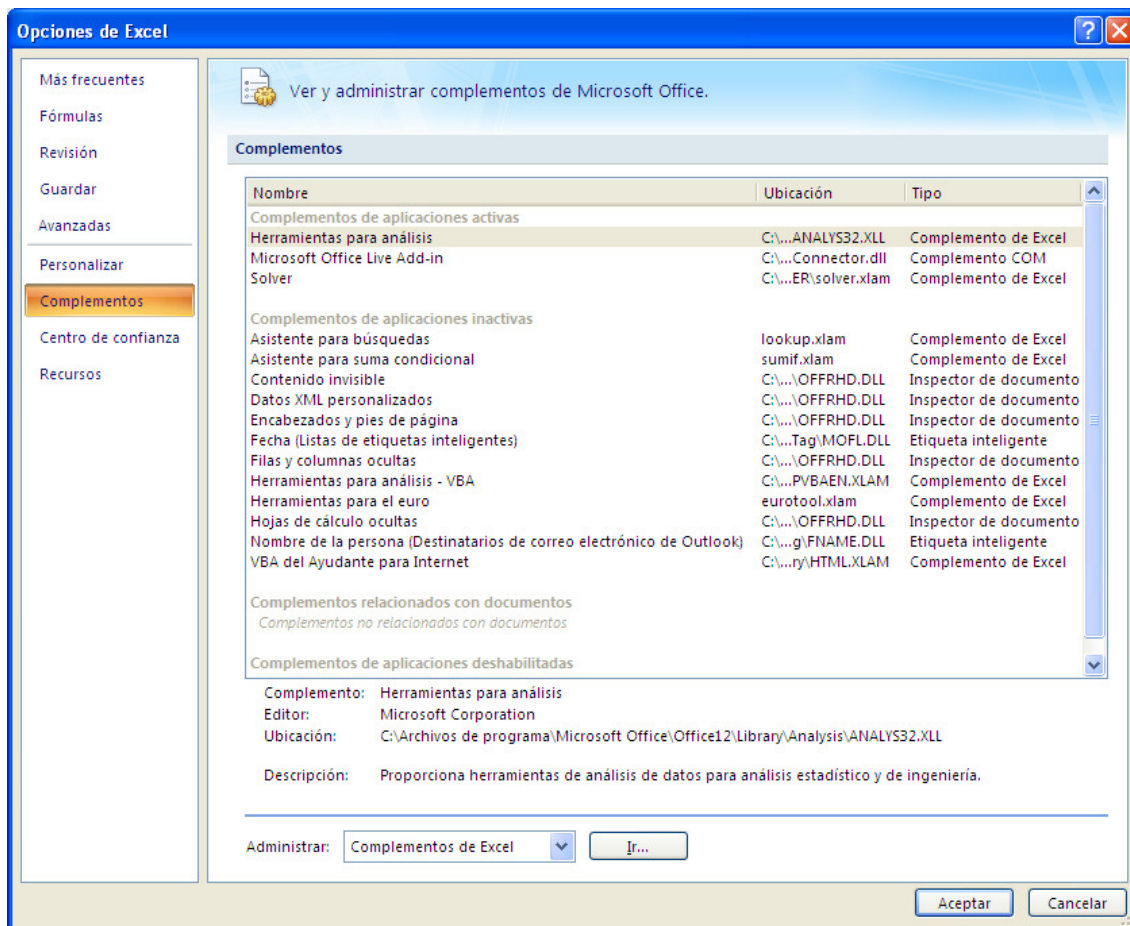 Opciones de Excel
Más frecuentes
Fórmulas
Revisión
Guardar
Avanzadas
Personalizar
Complementos
Centro de confianza
Recursos
Ver y administrar complementos de Microsoft Office.
Complementos
Nombre Ubicación Tipo
Complementos de aplicaciones activas
Herramientas para análisis C:\...ANALYS32.XLL Complemento de Excel
Microsoft Office Live Add-in C:\...Connector.dll Complemento COM
Solver C:\...ER\solver.xlam Complemento de Excel
Complementos de aplicaciones inactivas
Asistente para búsquedas lookup.xlam Complemento de Excel
Asistente para suma condicional sumif.xlam Complemento de Excel
Contenido invisible C:\...\OFFRHD.DLL Inspector de documento
Datos XML personalizados C:\...\OFFRHD.DLL Inspector de documento
Encabezados y pies de página C:\...\OFFRHD.DLL Inspector de documento
Fecha (Listas de etiquetas inteligentes) C:\...Tag\MOFL.DLL Etiqueta inteligente
Filas y columnas ocultas C:\...\OFFRHD.DLL Inspector de documento
Herramientas para análisis - VBA C:\...PVBAEN.XLAM Complemento de Excel
Herramientas para el euro eurotool.xlam Complemento de Excel
Hojas de cálculo ocultas C:\...\OFFRHD.DLL Inspector de documento
Nombre de la persona (Destinatarios de correo electrónico de Outlook) C:\...g\FNAME.DLL Etiqueta inteligente
VBA del Ayudante para Internet C:\...ry\HTML.XLAM Complemento de Excel
Complementos relacionados con documentos
Complementos no relacionados con documentos
Complementos de aplicaciones deshabilitadas
Complemento: Herramientas para análisis
Editor: Microsoft Corporation
Ubicación: C:\Archivos de programa\Microsoft Office\Office12\Library\Analysis\ANALYS32.XLL
Descripción: Proporciona herramientas de análisis de datos para análisis estadístico y de ingeniería.
Administrar: Complementos de Excel Ir...
Aceptar Cancelar